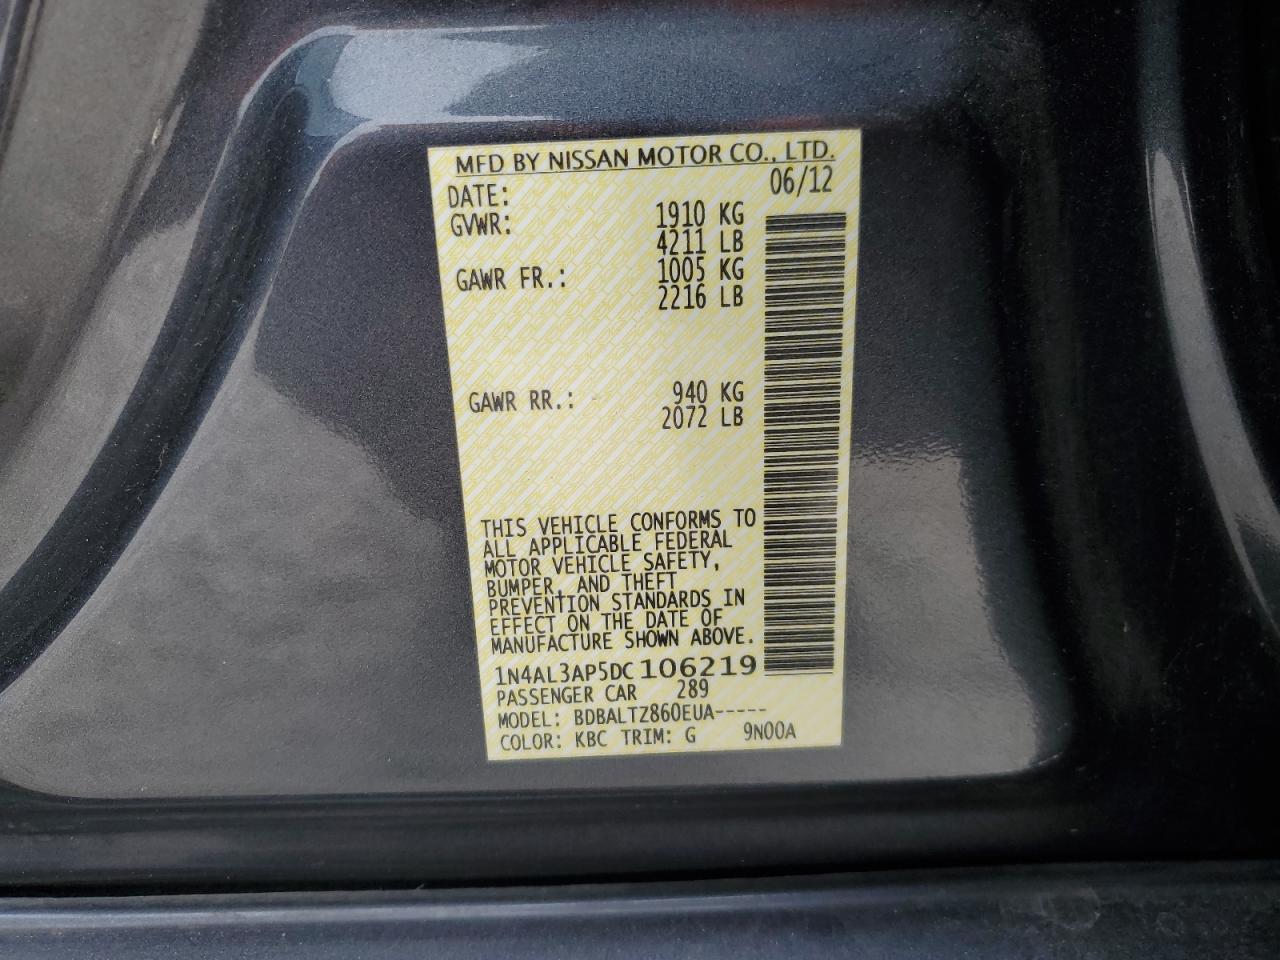 MFD BY NISSAN MOTOR CO., LTD.
DATE: 06/12
GVWR: 1910 KG
4211 LB
GAWR FR.: 1005 KG
2216 LB
GAWR RR.: 940 KG
2072 LB
THIS VEHICLE CONFORMS TO
ALL APPLICABLE FEDERAL
MOTOR VEHICLE SAFETY,
BUMPER, AND THEFT
PREVENTION STANDARDS IN
EFFECT ON THE DATE OF
MANUFACTURE SHOWN ABOVE.
1N4AL3AP5DC106219
PASSENGER CAR 289
MODEL: BDBALTZ860EUA-----
COLOR: KBC TRIM: G 9N00A